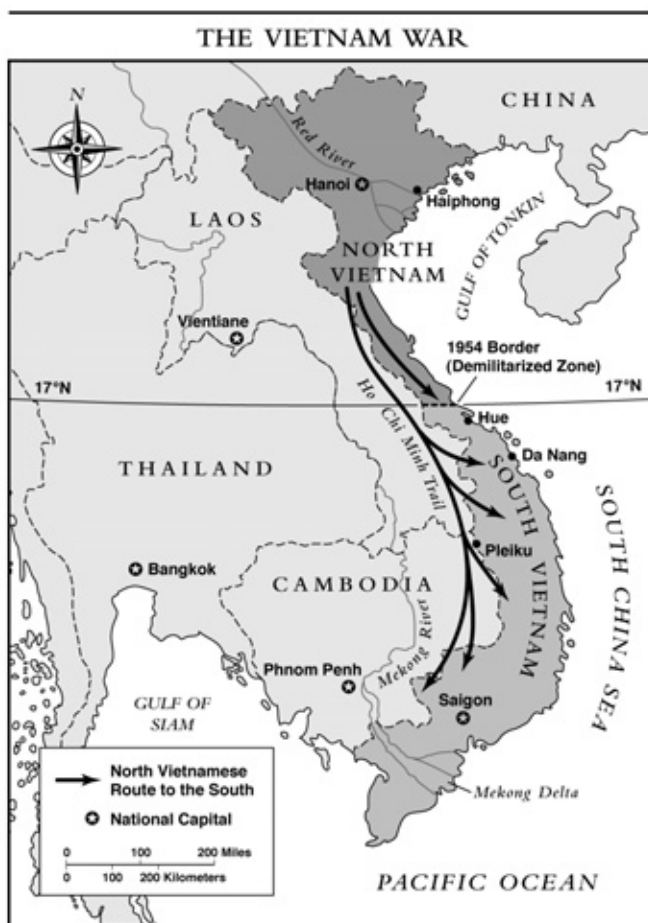 THE VIETNAM WAR
N
CHINA
Red River
Hanoi
Haiphong
LAOS
GULF OF TONKIN
NORTH
VIETNAM
Vientiane
1954 Border
(Demilitarized Zone)
17°N
17°N
Ho Chi Minh Trail
Hue
Da Nang
THAILAND
SOUTH VIETNAM
SOUTH CHINA SEA
Pleiku
Bangkok
CAMBODIA
Mekong River
Phnom Penh
GULF OF
SIAM
Saigon
North Vietnamese
Route to the South
National Capital
0 100 200 Miles
0 100 200 Kilometers
Mekong Delta
PACIFIC OCEAN